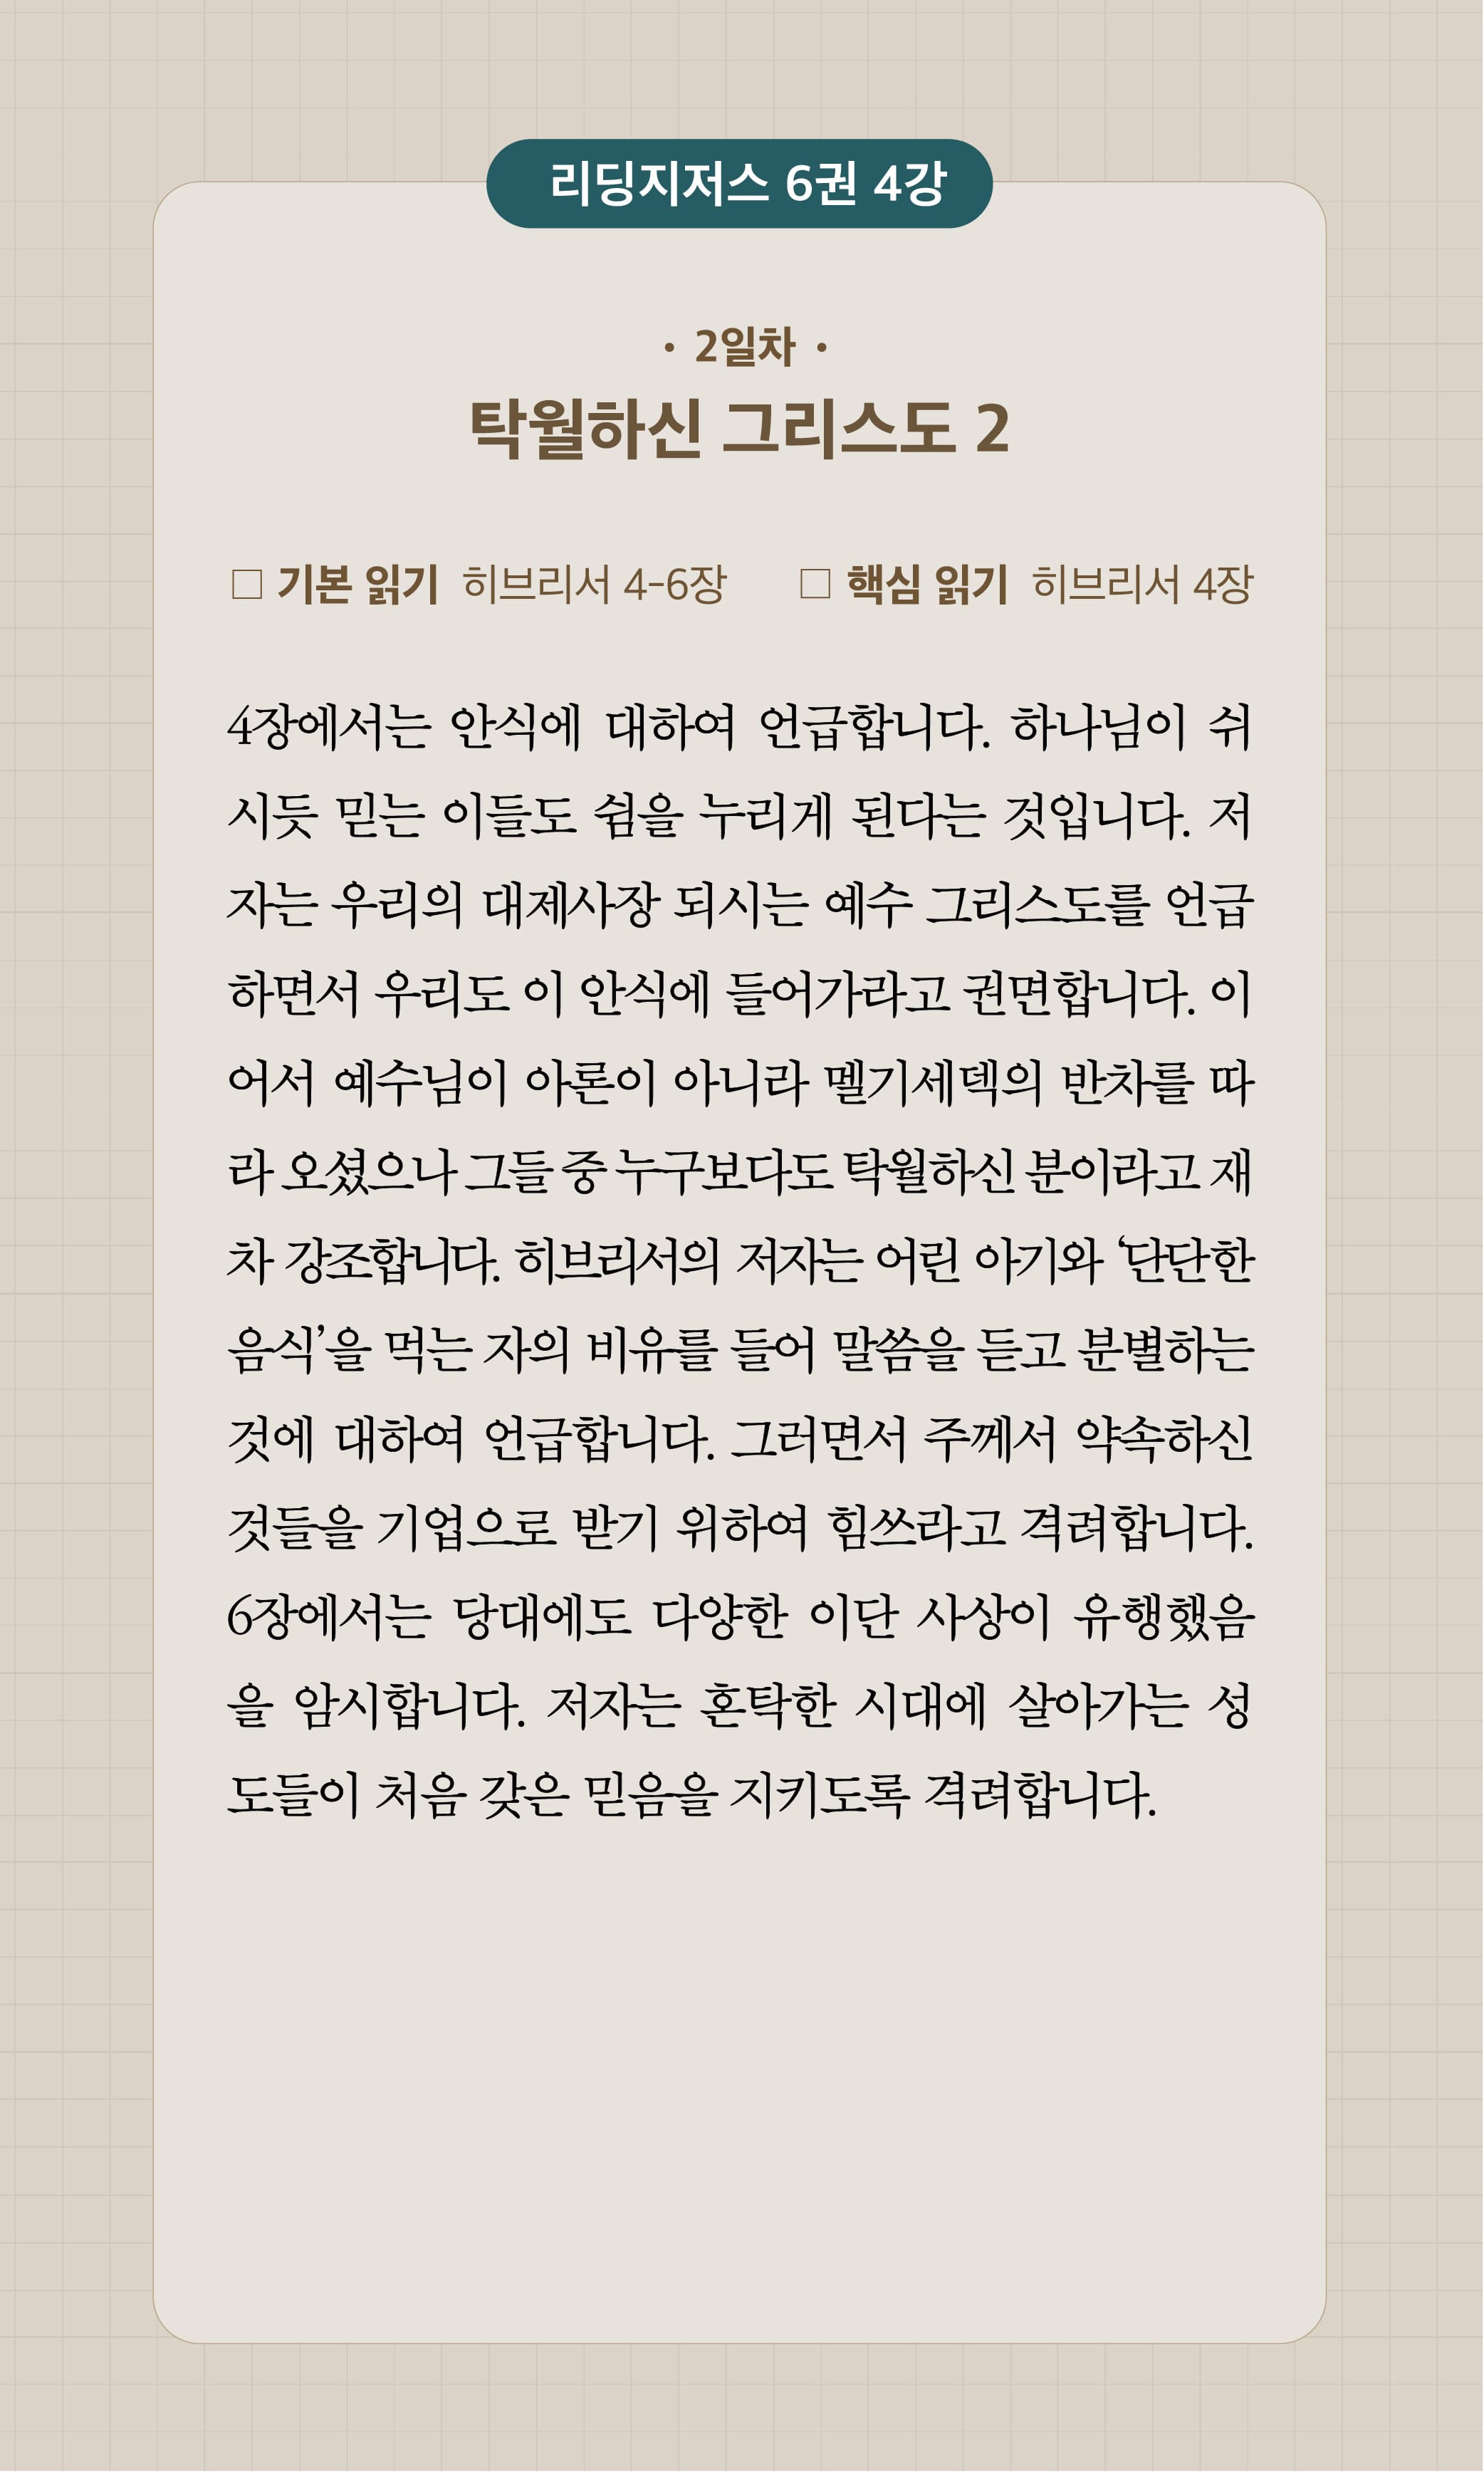 리딩지저스 6권 4강
· 2일차 ·
탁월하신 그리스도 2
□ 기본 읽기 히브리서 4-6장 □ 핵심 읽기 히브리서 4장
4장에서는 안식에 대하여 언급합니다. 하나님이 쉬
시듯 믿는 이들도 쉼을 누리게 된다는 것입니다. 저
자는 우리의 대제사장 되시는 예수 그리스도를 언급
하면서 우리도 이 안식에 들어가라고 권면합니다. 이
어서 예수님이 아론이 아니라 멜기세덱의 반차를 따
라 오셨으나 그들 중 누구보다도 탁월하신 분이라고 재
차 강조합니다. 히브리서의 저자는 어린 아기와 ‘단단한
음식’을 먹는 자의 비유를 들어 말씀을 듣고 분별하는
것에 대하여 언급합니다. 그러면서 주께서 약속하신
것들을 기업으로 받기 위하여 힘쓰라고 격려합니다.
6장에서는 당대에도 다양한 이단 사상이 유행했음
을 암시합니다. 저자는 혼탁한 시대에 살아가는 성
도들이 처음 갖은 믿음을 지키도록 격려합니다.